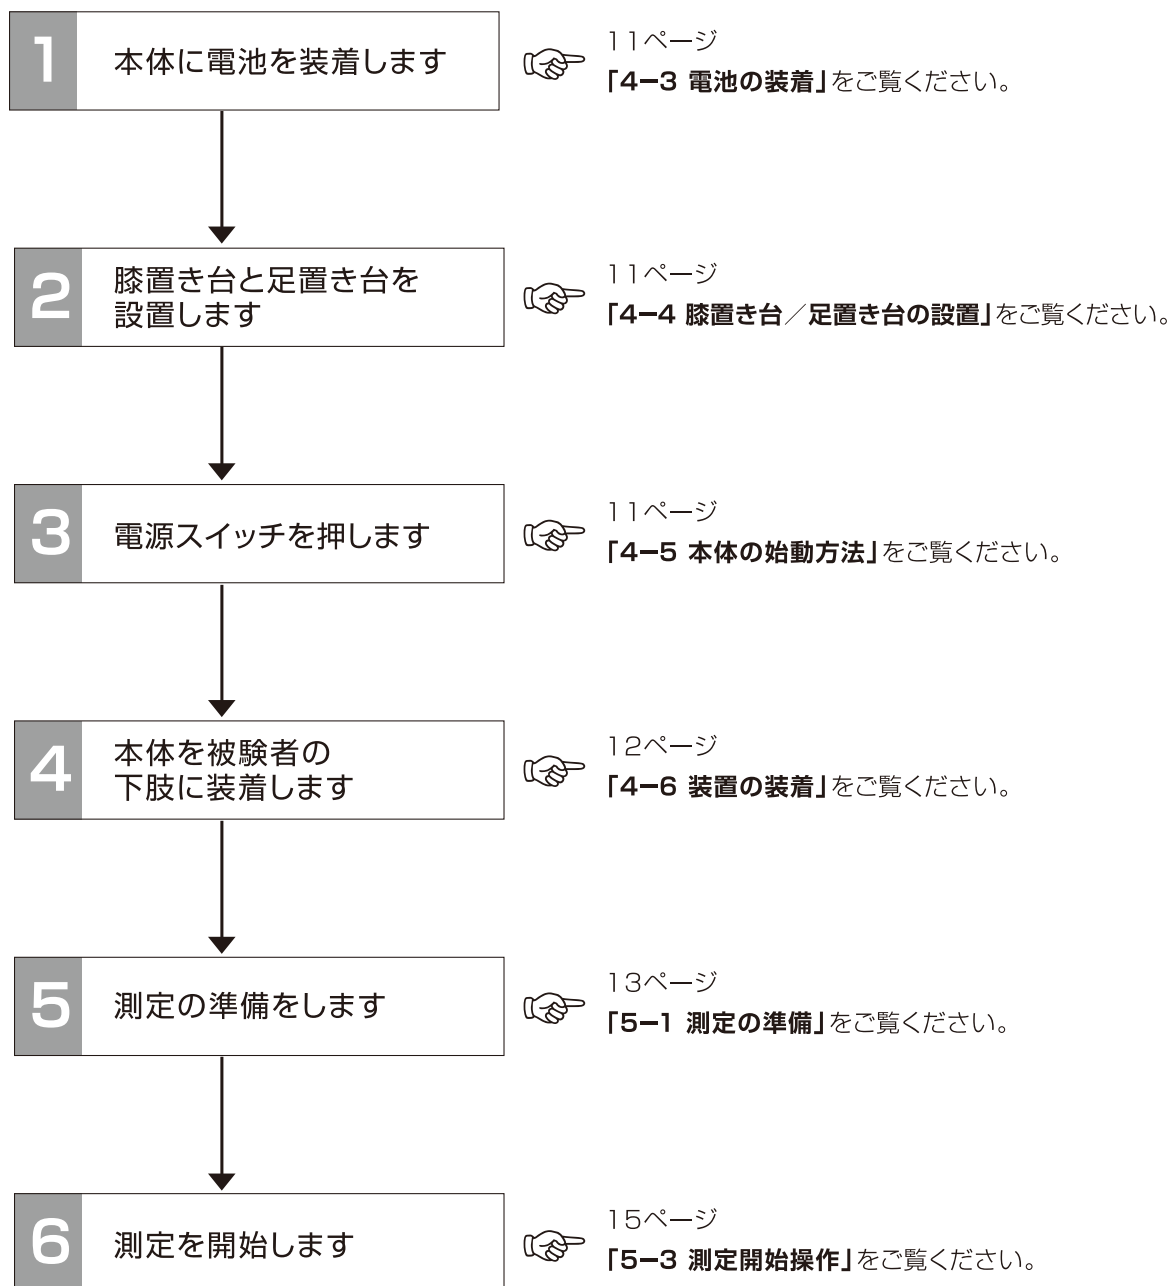 1
本体に電池を装着します
11ページ
「4−3 電池の装着」をご覧ください。
2
膝置き台と足置き台を
設置します
11ページ
「4−4 膝置き台／足置き台の設置」をご覧ください。
3
電源スイッチを押します
11ページ
「4−5 本体の始動方法」をご覧ください。
4
本体を被験者の
下肢に装着します
12ページ
「4−6 装置の装着」をご覧ください。
5
測定の準備をします
13ページ
「5−1 測定の準備」をご覧ください。
6
測定を開始します
15ページ
「5−3 測定開始操作」をご覧ください。